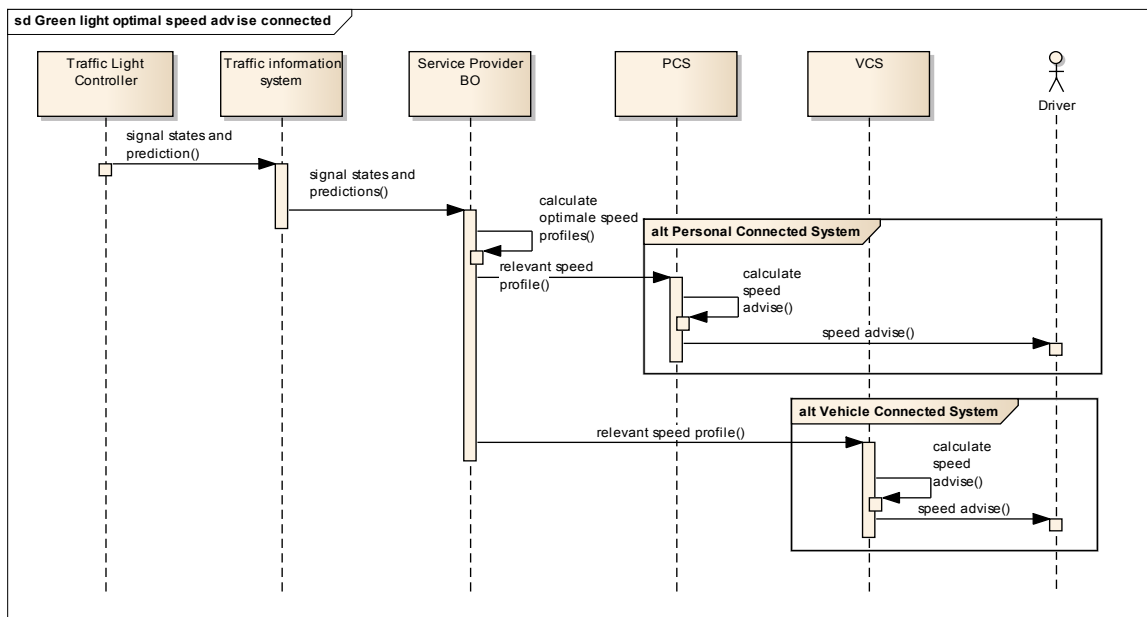 sd Green light optimal speed advise connected
Traffic Light
Controller
Traffic information
system
Service Provider
BO
PCS
VCS
Driver
signal states and
prediction()
signal states and
predictions()
calculate
optimale speed
profiles()
alt Personal Connected System
relevant speed
profile()
calculate
speed
advise()
speed advise()
alt Vehicle Connected System
relevant speed profile()
calculate
speed
advise()
speed advise()